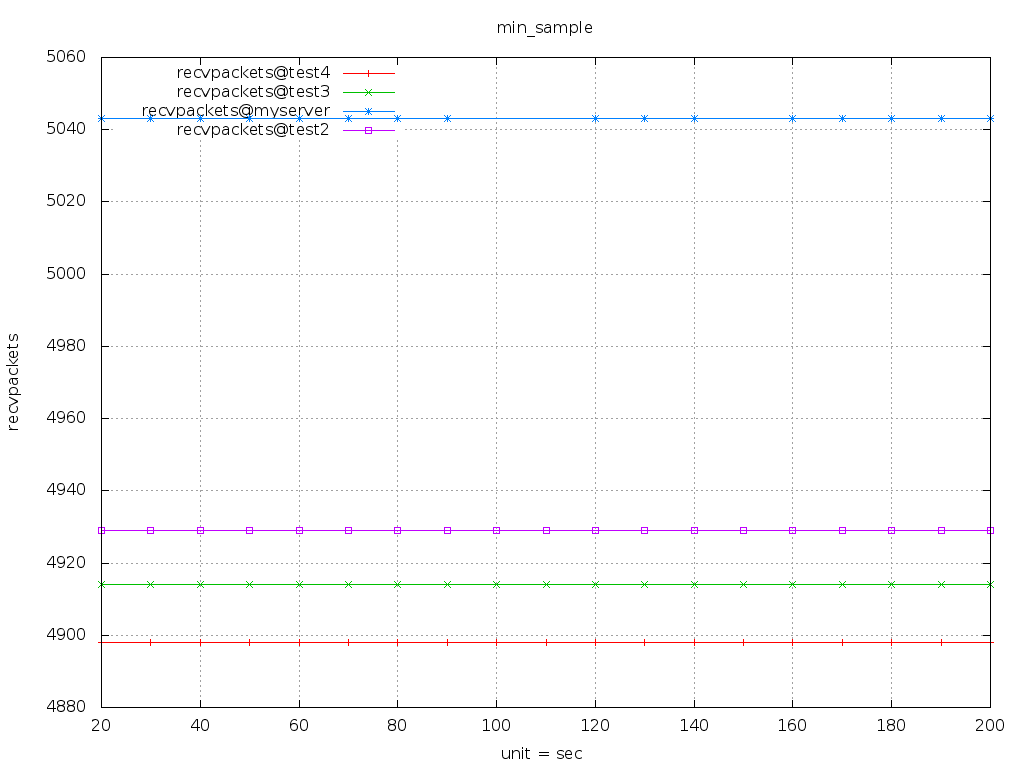 min_sample
recvpackets@test4
recvpackets@test3
recvpackets@myserver
recvpackets@test2
5060
5040
5020
5000
4980
4960
4940
4920
4900
4880
recvpackets
20 40 60 80 100 120 140 160 180 200
unit = sec